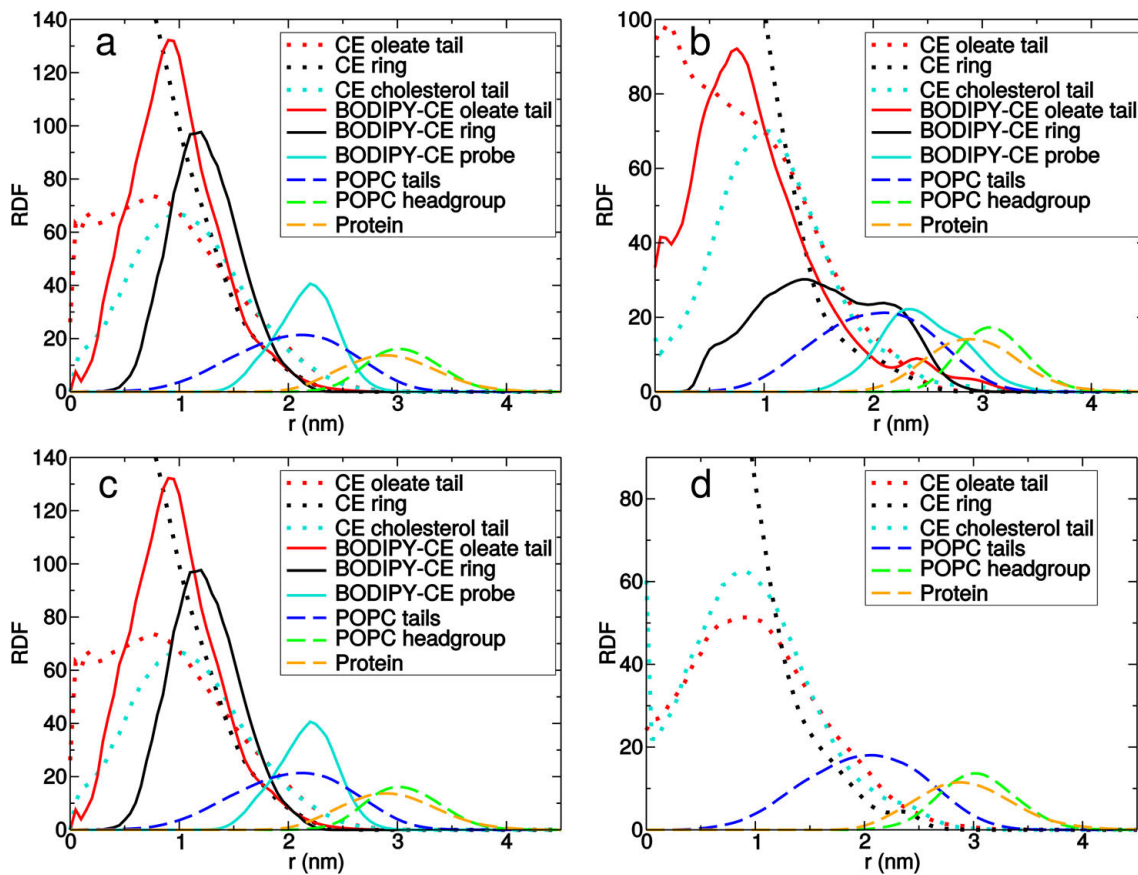 a
RDF
140
120
100
80
60
40
20
0
CE oleate tail
CE ring
CE cholesterol tail
BODIPY-CE oleate tail
BODIPY-CE ring
BODIPY-CE probe
POPC tails
POPC headgroup
Protein
0 1 2 3 4
r (nm)
b
RDF
100
80
60
40
20
0
CE oleate tail
CE ring
CE cholesterol tail
BODIPY-CE oleate tail
BODIPY-CE ring
BODIPY-CE probe
POPC tails
POPC headgroup
Protein
0 1 2 3 4
r (nm)
c
RDF
140
120
100
80
60
40
20
0
CE oleate tail
CE ring
CE cholesterol tail
BODIPY-CE oleate tail
BODIPY-CE ring
BODIPY-CE probe
POPC tails
POPC headgroup
Protein
0 1 2 3 4
r (nm)
d
RDF
80
60
40
20
0
CE oleate tail
CE ring
CE cholesterol tail
POPC tails
POPC headgroup
Protein
0 1 2 3 4
r (nm)